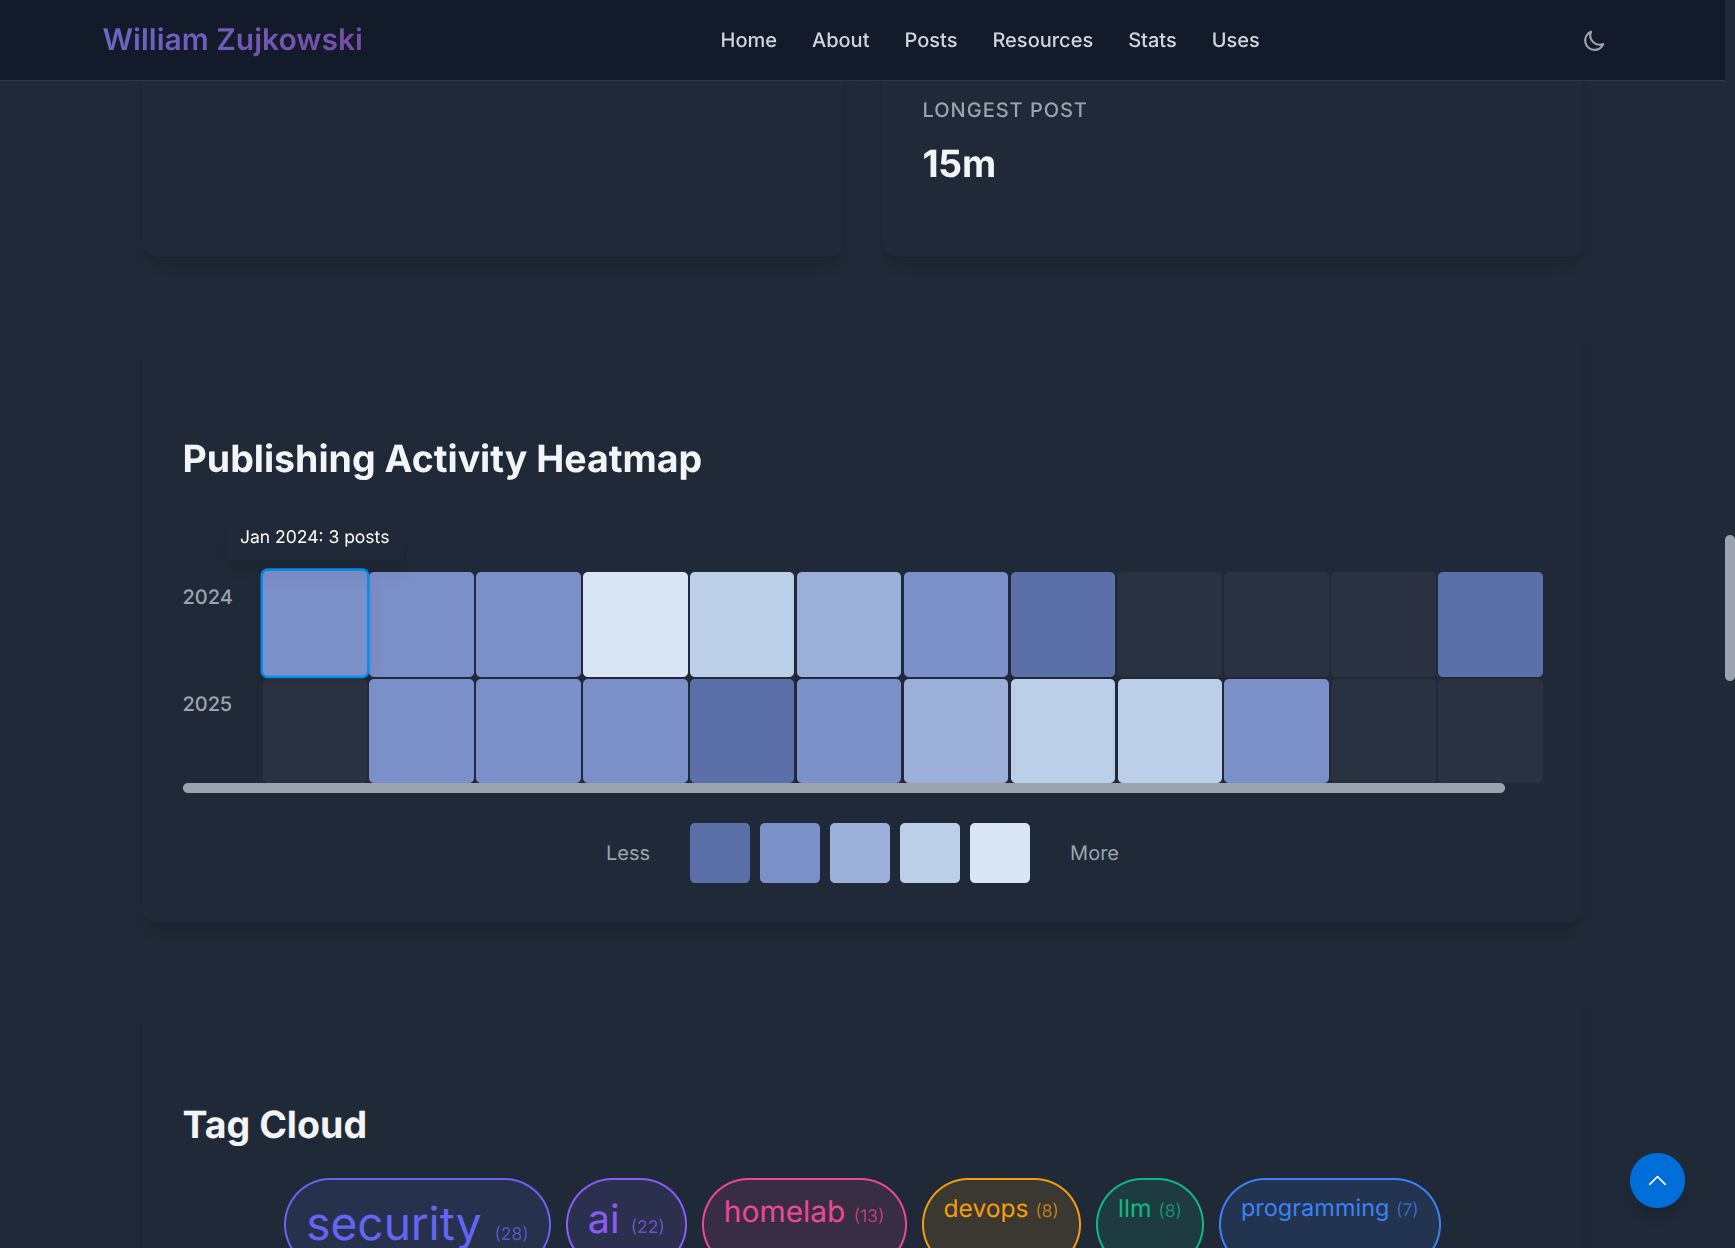 William Zujkowski
Home About Posts Resources Stats Uses
LONGEST POST
15m
Publishing Activity Heatmap
Jan 2024: 3 posts
2024
2025
Less More
Tag Cloud
security (28) ai (22) homelab (13) devops (8) llm (8) programming (7)